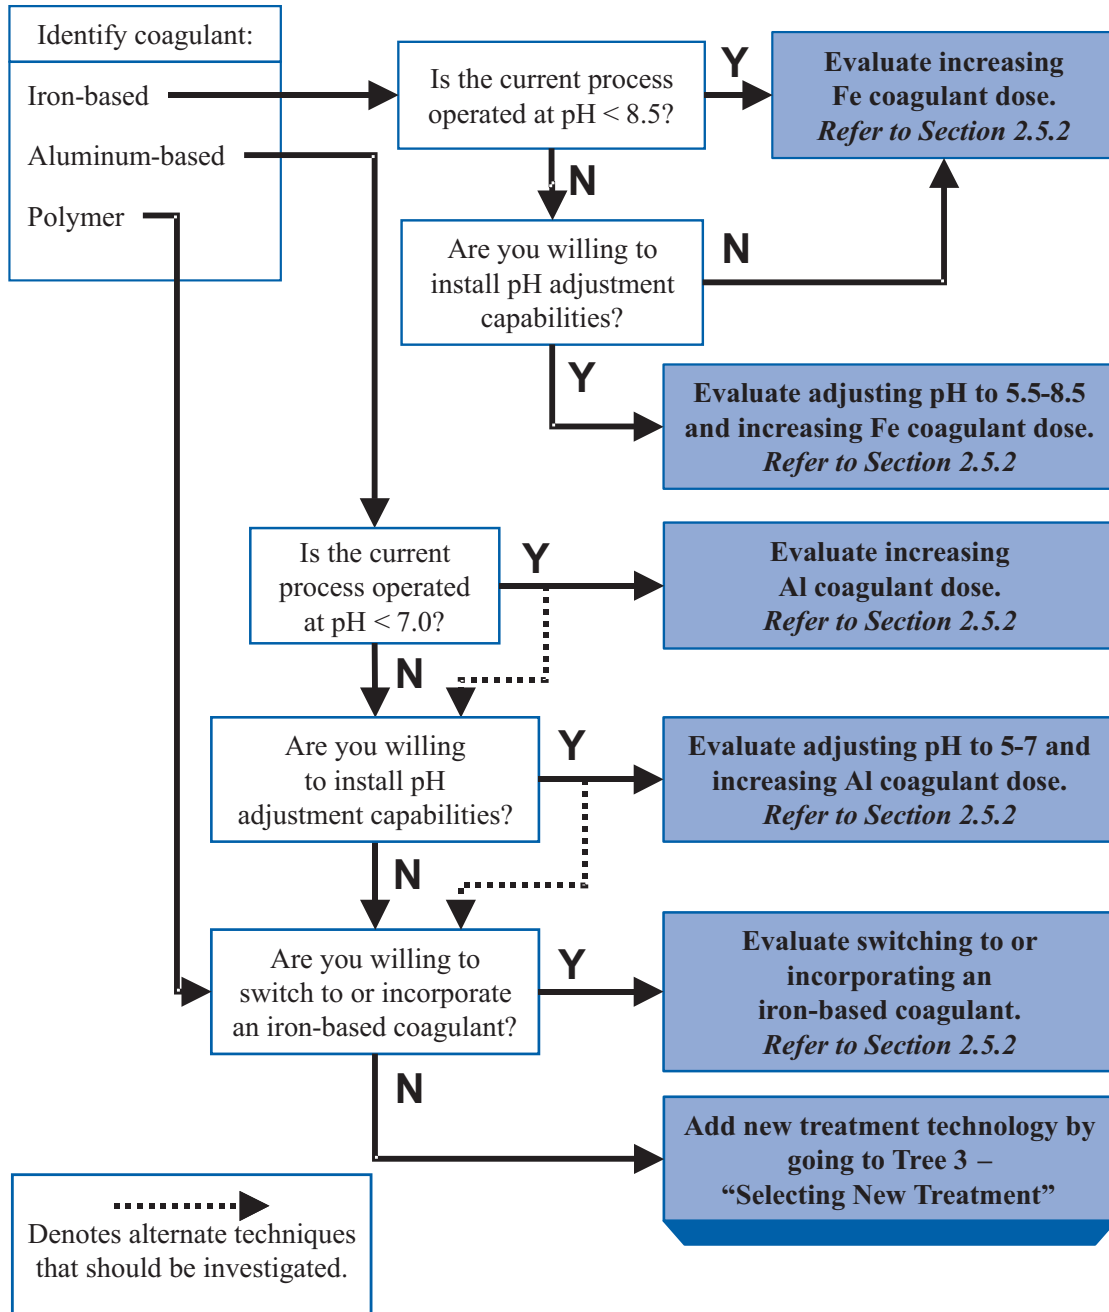 Identify coagulant:
Iron-based
Aluminum-based
Polymer
Is the current process
operated at pH < 8.5?
Y
Evaluate increasing
Fe coagulant dose.
Refer to Section 2.5.2
N
Are you willing to
install pH adjustment
capabilities?
N
Y
Evaluate adjusting pH to 5.5-8.5
and increasing Fe coagulant dose.
Refer to Section 2.5.2
Is the current
process operated
at pH < 7.0?
Y
Evaluate increasing
Al coagulant dose.
Refer to Section 2.5.2
N
Are you willing
to install pH
adjustment capabilities?
Y
Evaluate adjusting pH to 5-7 and
increasing Al coagulant dose.
Refer to Section 2.5.2
N
Are you willing to
switch to or incorporate
an iron-based coagulant?
Y
Evaluate switching to or
incorporating an
iron-based coagulant.
Refer to Section 2.5.2
N
Add new treatment technology by
going to Tree 3 –
“Selecting New Treatment”
Denotes alternate techniques
that should be investigated.